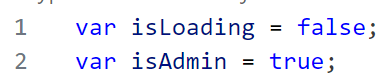 1 var isLoading = false;
2 var isAdmin = true;